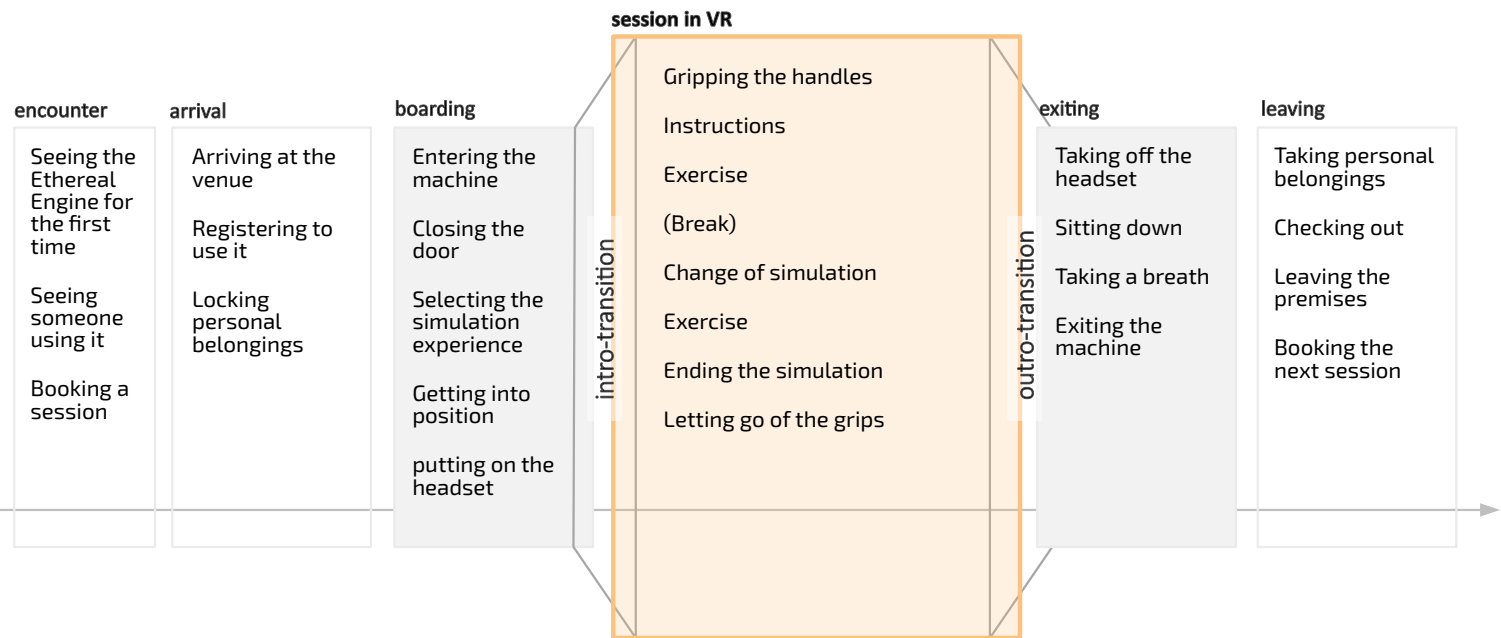 encounter
Seeing the
Ethereal
Engine for
the first
time
Seeing
someone
using it
Booking a
session
arrival
Arriving at the
venue
Registering to
use it
Locking
personal
belongings
boarding
Entering the
machine
Closing the
door
Selecting the
simulation
experience
Getting into
position
putting on the
headset
intro-transition
session in VR
Gripping the handles
Instructions
Exercise
(Break)
Change of simulation
Exercise
Ending the simulation
Letting go of the grips
outro-transition
exiting
Taking off the
headset
Sitting down
Taking a breath
Exiting the
machine
leaving
Taking personal
belongings
Checking out
Leaving the
premises
Booking the
next session